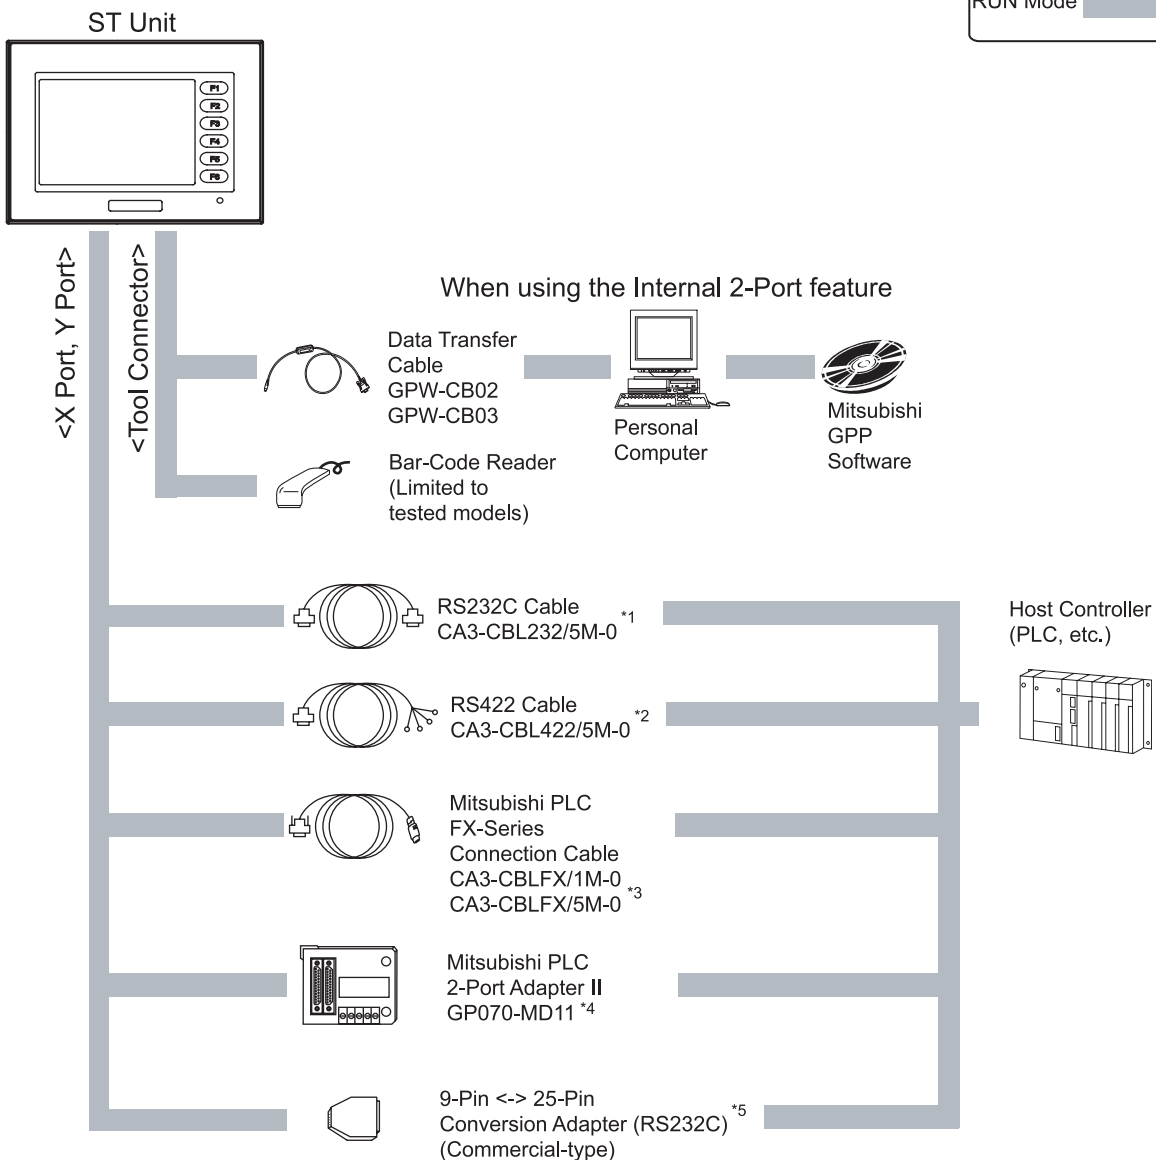 RUN Mode
ST Unit
F1
F2
F3
F4
F5
F6
<X Port, Y Port>
<Tool Connector>
When using the Internal 2-Port feature
Data Transfer
Cable
GPW-CB02
GPW-CB03
Personal
Computer
Mitsubishi
GPP
Software
Bar-Code Reader
(Limited to
tested models)
RS232C Cable
CA3-CBL232/5M-0 *1
Host Controller
(PLC, etc.)
RS422 Cable
CA3-CBL422/5M-0 *2
Mitsubishi PLC
FX-Series
Connection Cable
CA3-CBLFX/1M-0
CA3-CBLFX/5M-0 *3
Mitsubishi PLC
2-Port Adapter II
GP070-MD11 *4
9-Pin <-> 25-Pin
Conversion Adapter (RS232C) *5
(Commercial-type)